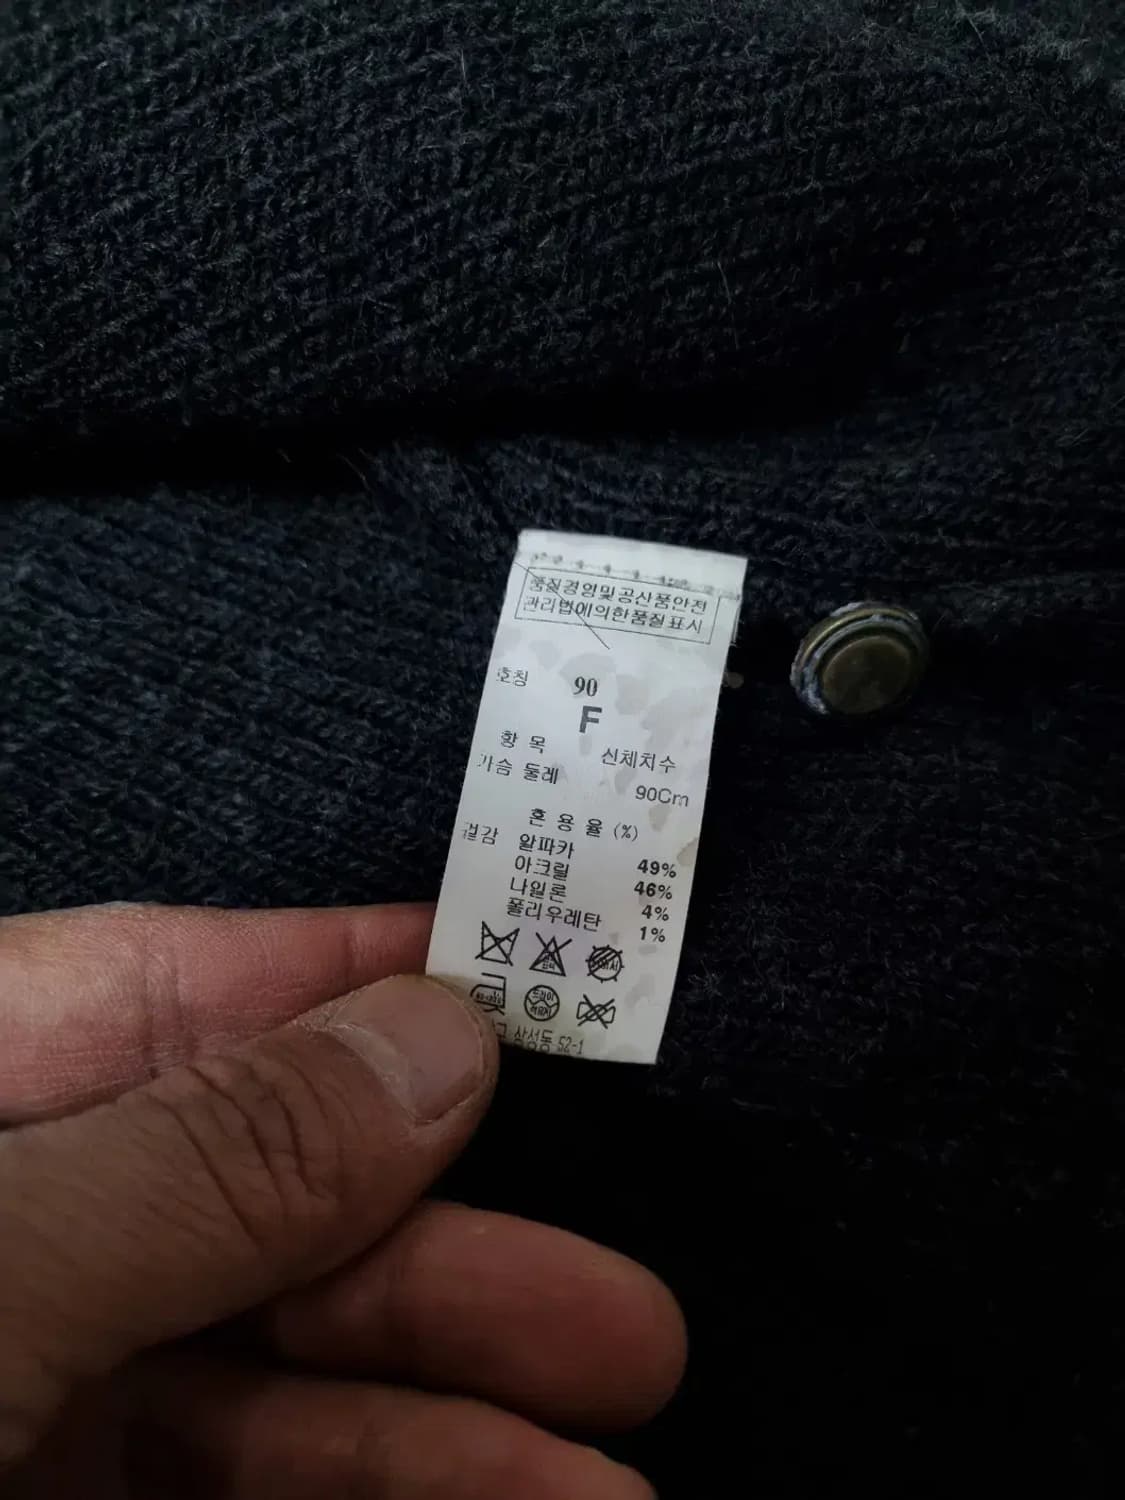 품질경영및공산품안전
관리법에의한품질표시
호칭 90
F
항 목 신체치수
가슴 둘레 90Cm
혼 용 율 (%)
겉감 알파카 49%
아크릴 46%
나일론 4%
폴리우레탄 1%
드라이
삼성동 52-1